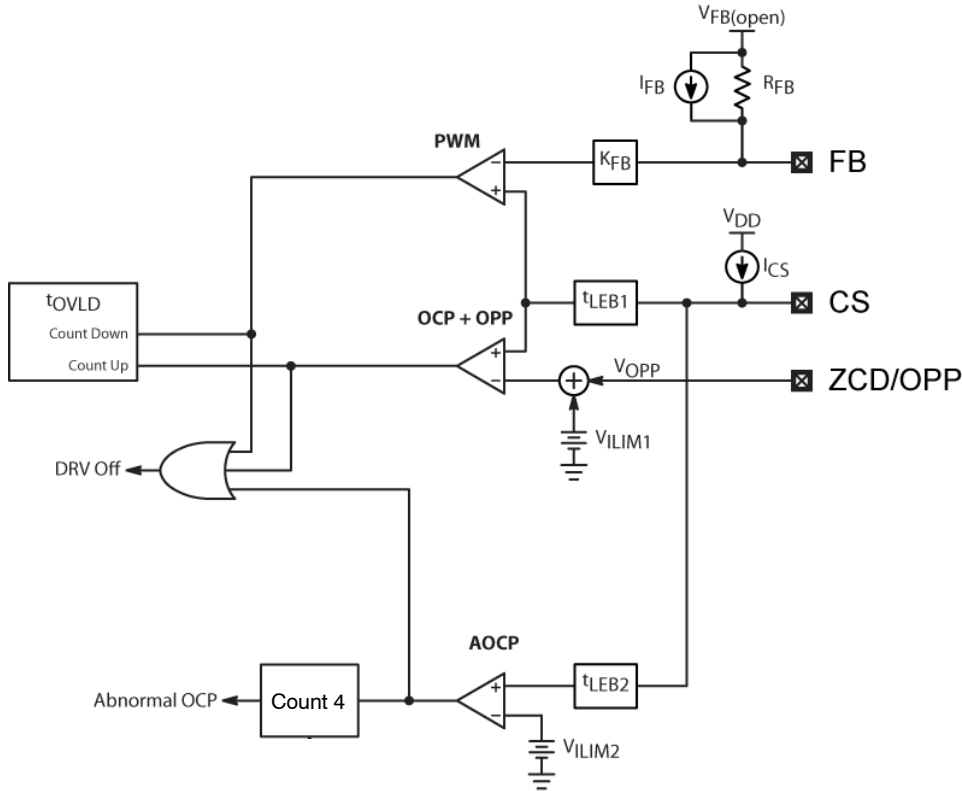 VFB(open)
IFB
RFB
PWM
−
KFB
FB
+
VDD
ICS
tOVLD
tLEB1
CS
OCP + OPP
Count Down
+
Count Up
−
+
VOPP
ZCD/OPP
VILIM1
DRV Off
AOCP
+
tLEB2
Abnormal OCP
Count 4
−
VILIM2